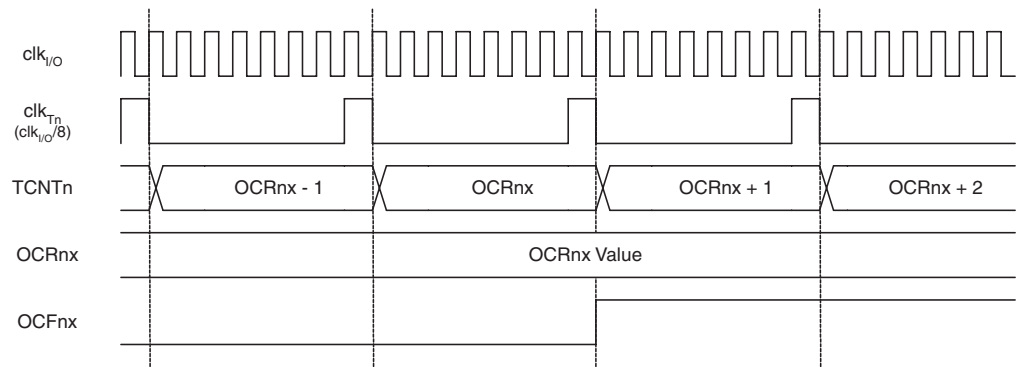 clkI/O
clkTn
(clkI/O/8)
TCNTn
OCRnx - 1
OCRnx
OCRnx + 1
OCRnx + 2
OCRnx
OCRnx Value
OCFnx